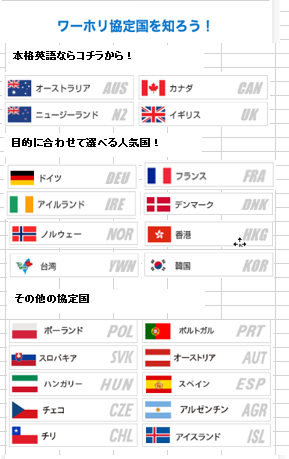 ワーホリ協定国を知ろう！
本格英語ならコチラから！
オーストラリア AUS カナダ CAN
ニュージーランド NZ イギリス UK
目的に合わせて選べる人気国！
ドイツ DEU フランス FRA
アイルランド IRE デンマーク DNK
ノルウェー NOR 香港 HKG
台湾 YWN 韓国 KOR
その他の協定国
ポーランド POL ポルトガル PRT
スロバキア SVK オーストリア AUT
ハンガリー HUN スペイン ESP
チェコ CZE アルゼンチン AGR
チリ CHL アイスランド ISL